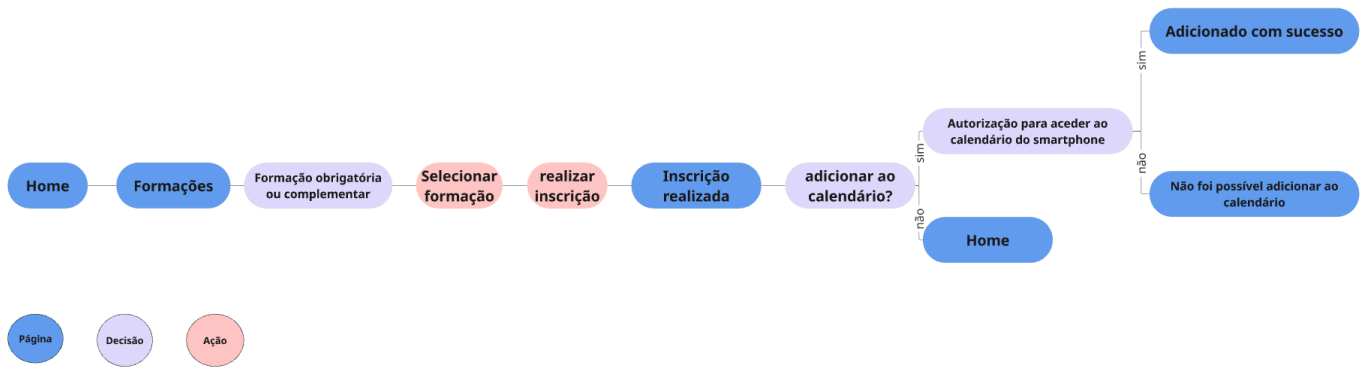 Home
Formações
Formação obrigatória
ou complementar
Selecionar
formação
realizar
inscrição
Inscrição
realizada
adicionar ao
calendário?
sim
Autorização para aceder ao
calendário do smartphone
sim
Adicionado com sucesso
não
Não foi possível adicionar ao
calendário
não
Home
Página
Decisão
Ação